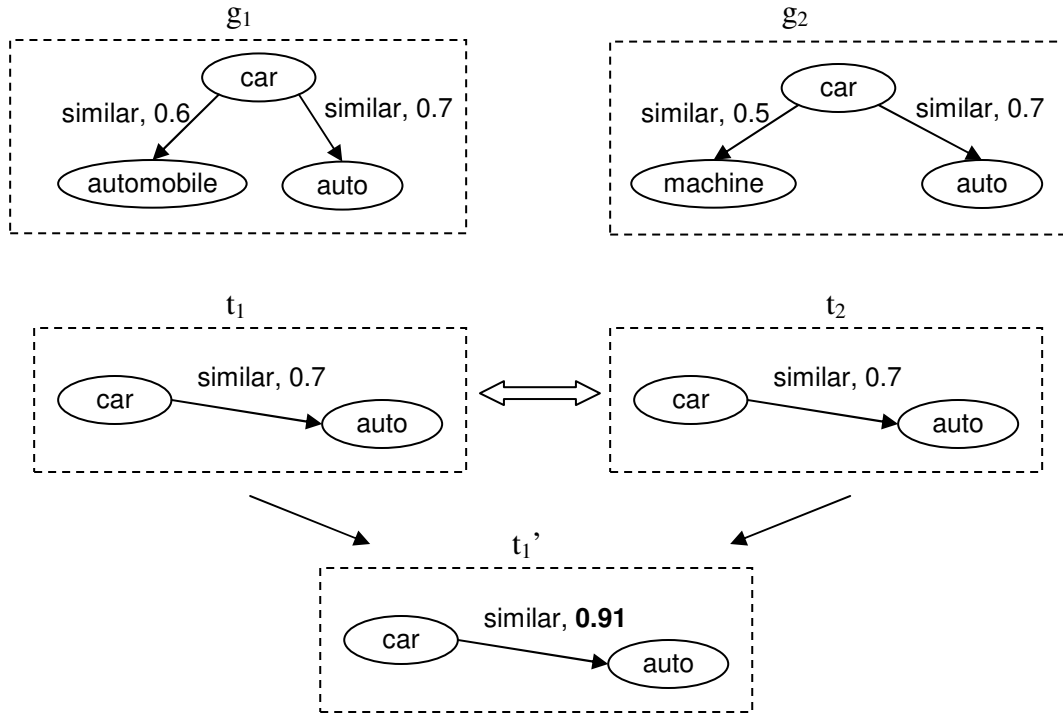 g₁
g₂
car
car
similar, 0.6
similar, 0.7
similar, 0.5
similar, 0.7
automobile
auto
machine
auto
t₁
t₂
similar, 0.7
similar, 0.7
car
auto
car
auto
t₁’
similar, 0.91
car
auto